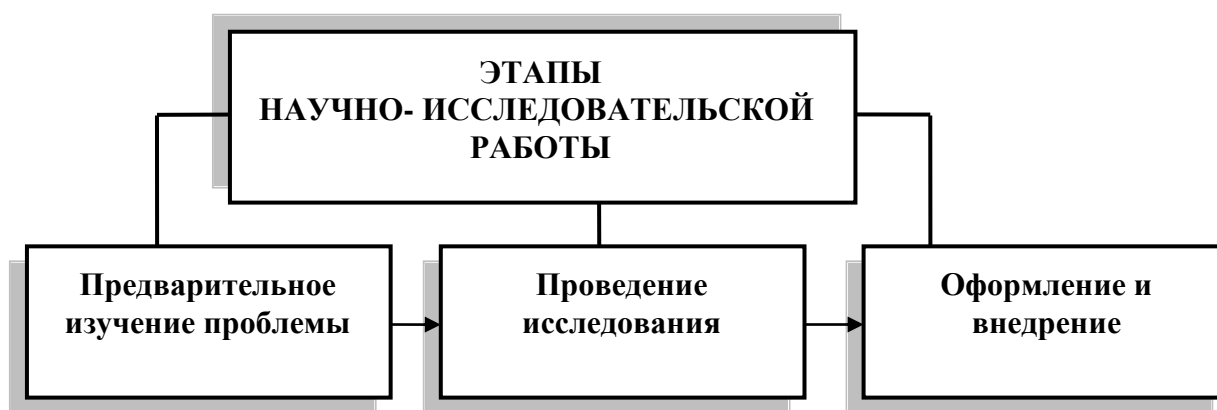 ЭТАПЫ
НАУЧНО- ИССЛЕДОВАТЕЛЬСКОЙ
РАБОТЫ
Предварительное
изучение проблемы
Проведение
исследования
Оформление и
внедрение